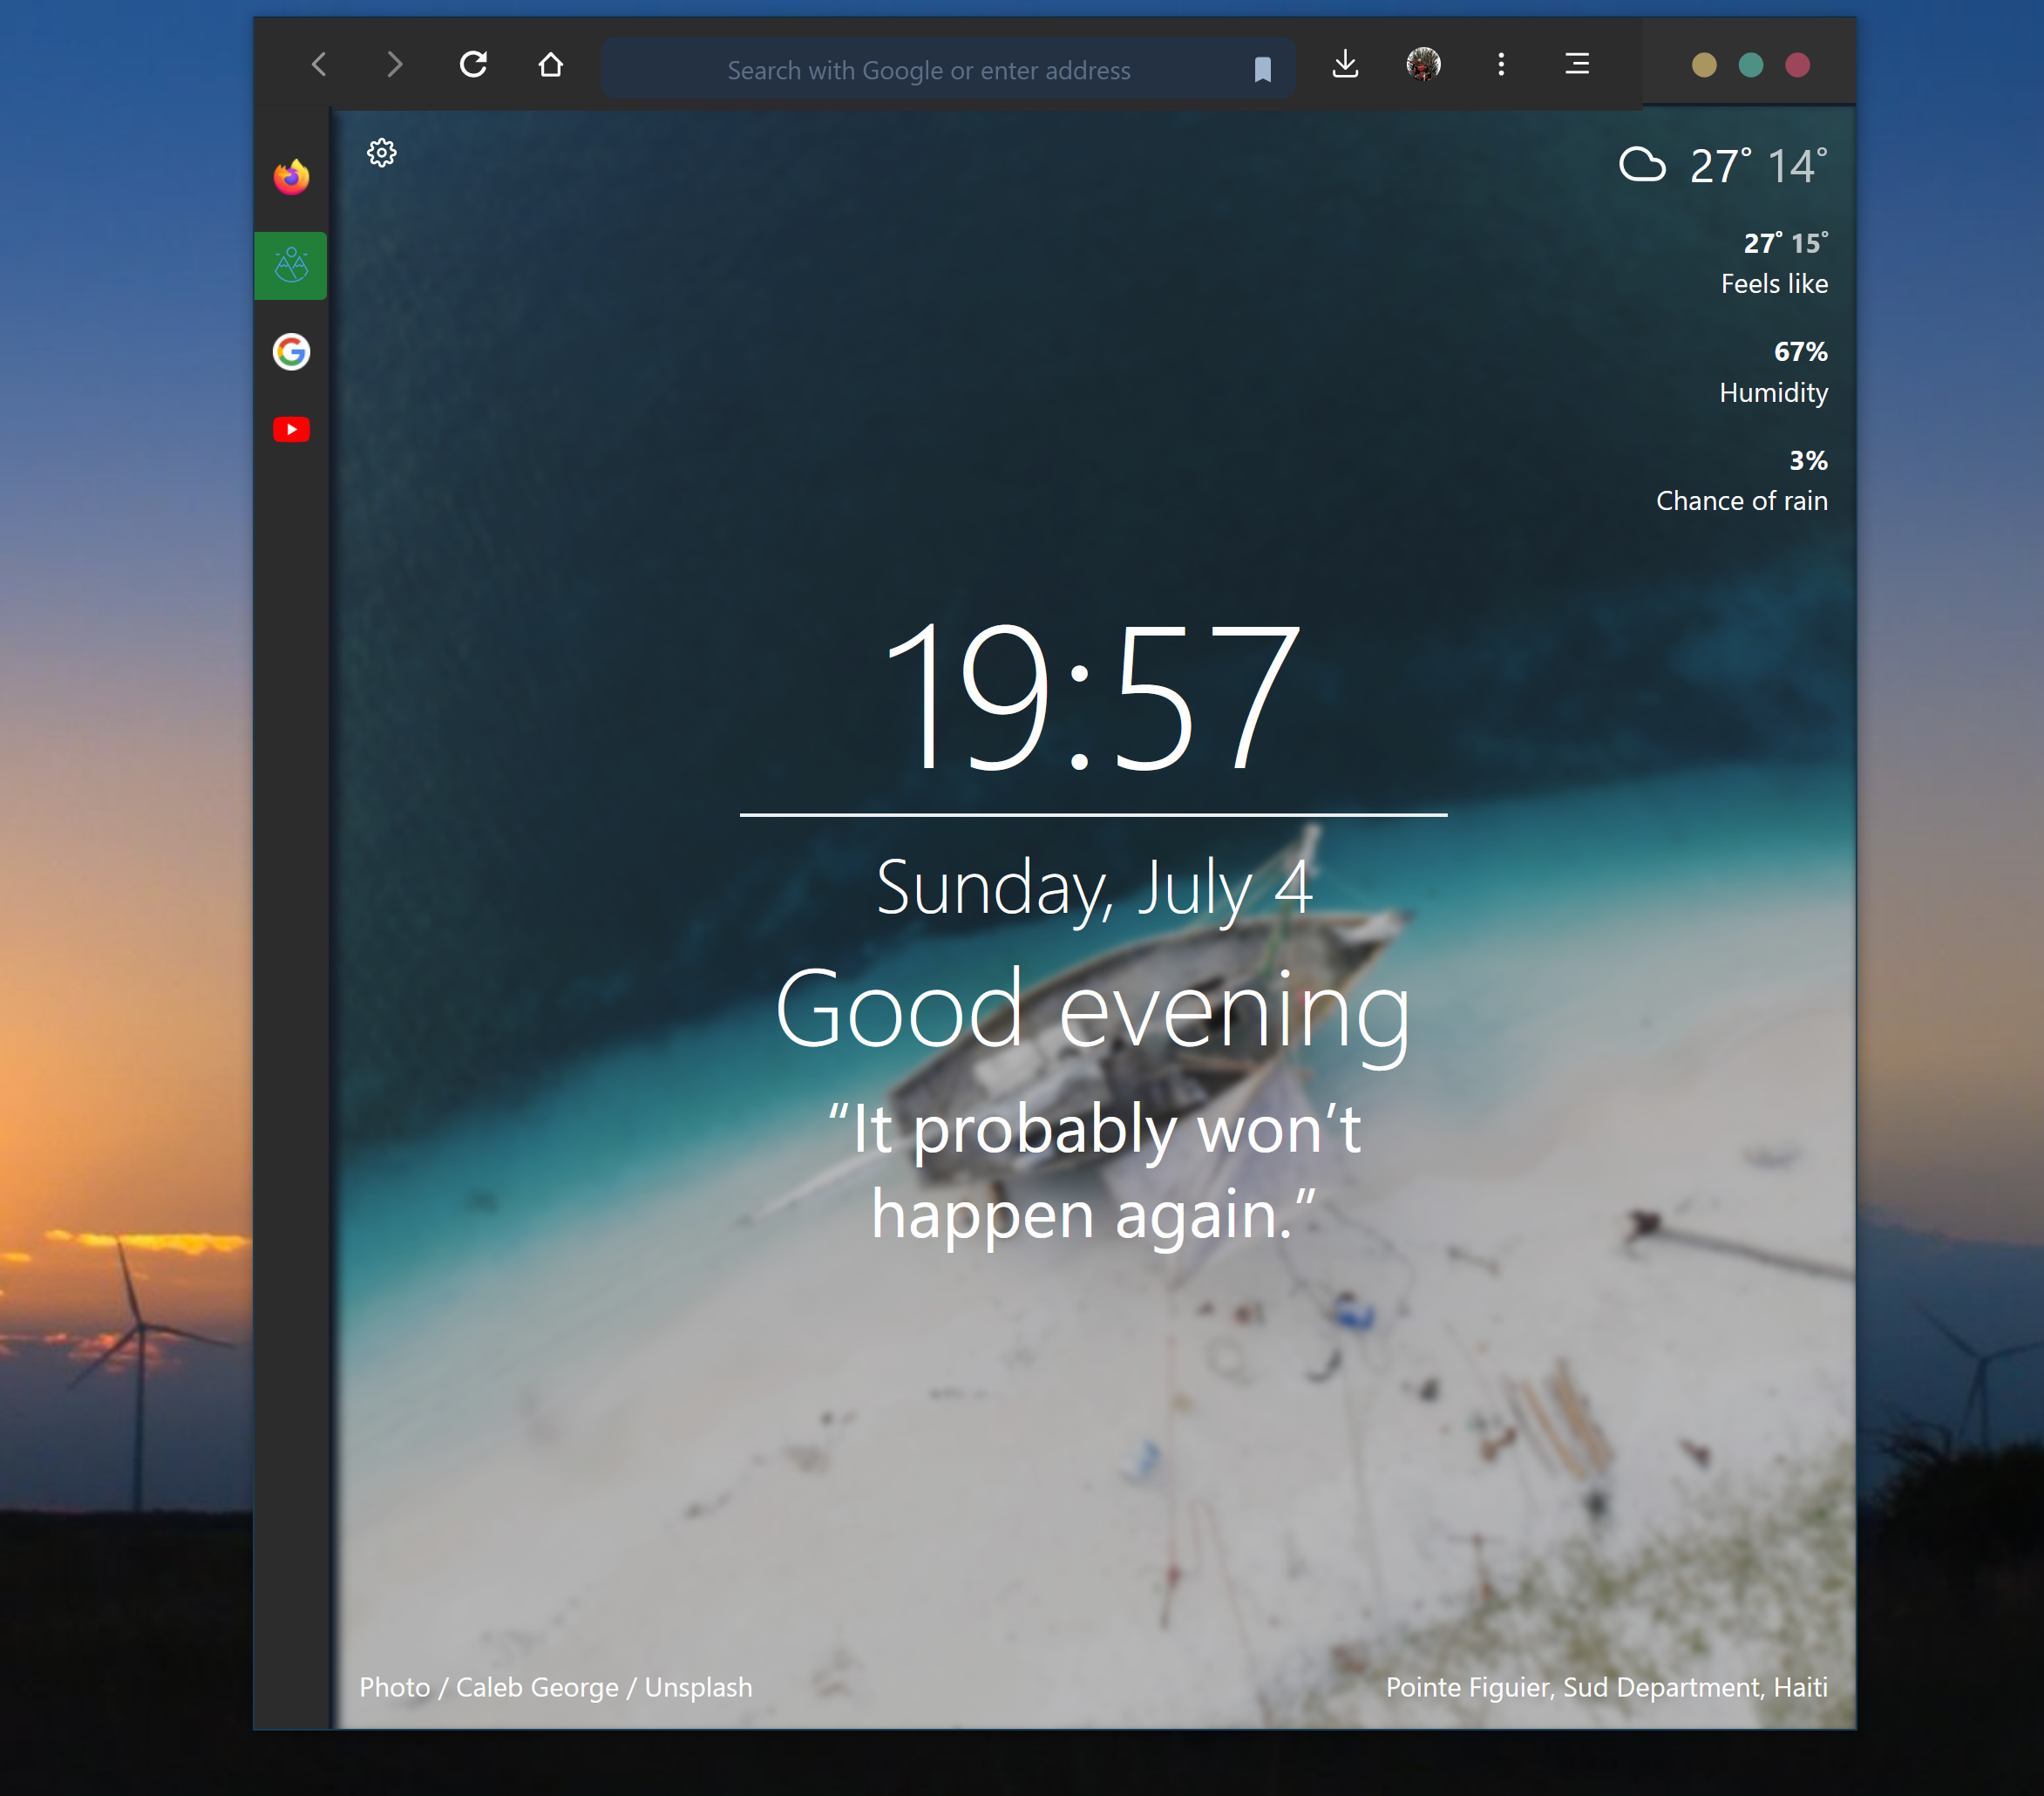 Search with Google or enter address
27° 14°
27° 15°
Feels like
67%
Humidity
3%
Chance of rain
19:57
Sunday, July 4
Good evening
“It probably won’t
happen again.”
Photo / Caleb George / Unsplash
Pointe Figuier, Sud Department, Haiti